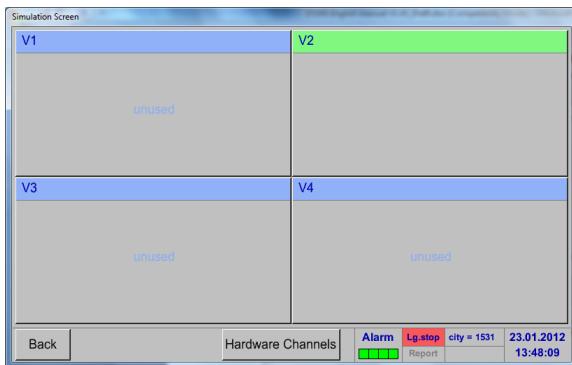 Simulation Screen
V1
V2
unused
V3
V4
unused
unused
Back
Hardware Channels
Alarm
Lg.stop
city = 1531
23.01.2012
Report
13:48:09